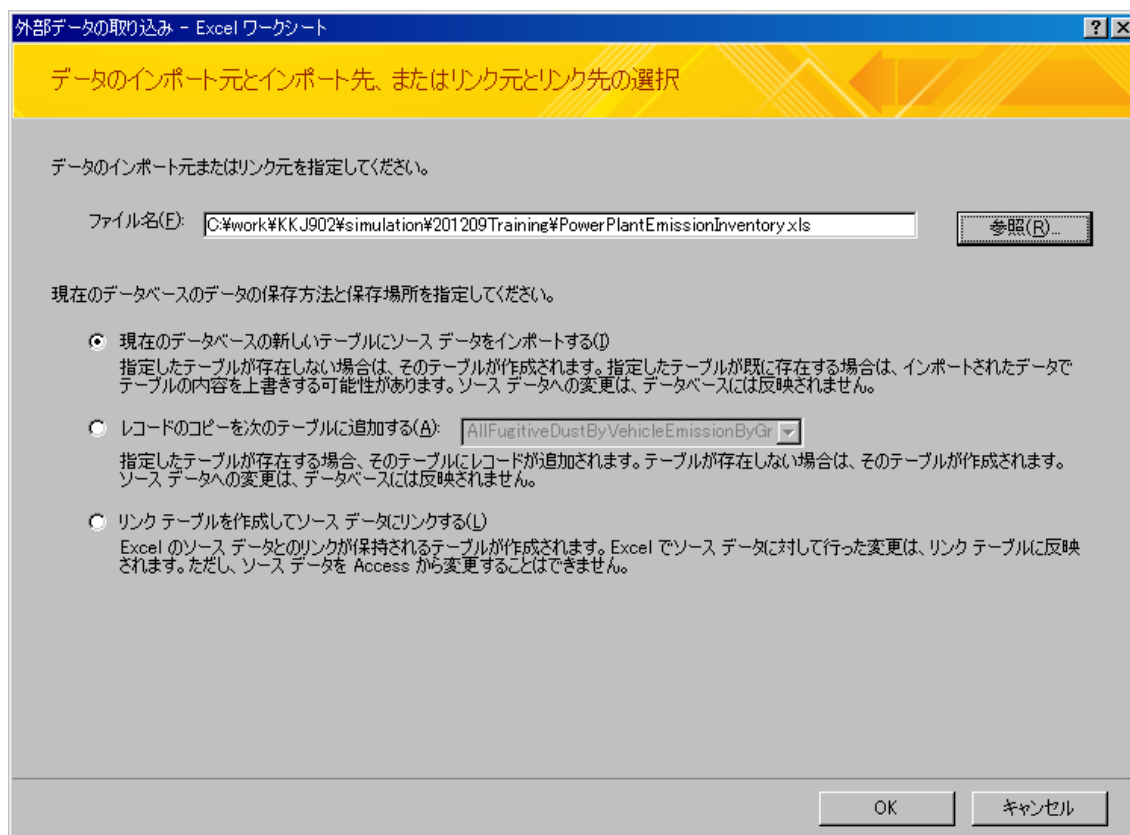 外部データの取り込み - Excel ワークシート
データのインポート元とインポート先、またはリンク元とリンク先の選択
データのインポート元またはリンク元を指定してください。
ファイル名(F): C:¥work¥KKJ902¥simulation¥201209Training¥PowerPlantEmissionInventory.xls 参照(R)...
現在のデータベースのデータの保存方法と保存場所を指定してください。
現在のデータベースの新しいテーブルにソース データをインポートする(I)
指定したテーブルが存在しない場合は、そのテーブルが作成されます。指定したテーブルが既に存在する場合は、インポートされたデータで
テーブルの内容を上書きする可能性があります。ソース データへの変更は、データベースには反映されません。
レコードのコピーを次のテーブルに追加する(A): AllFugitiveDustByVehicleEmissionByGr
指定したテーブルが存在する場合、そのテーブルにレコードが追加されます。テーブルが存在しない場合は、そのテーブルが作成されます。
ソース データへの変更は、データベースには反映されません。
リンク テーブルを作成してソース データにリンクする(L)
Excel のソース データとのリンクが保持されるテーブルが作成されます。Excel でソース データに対して行った変更は、リンク テーブルに反映
されます。ただし、ソース データを Access から変更することはできません。
OK キャンセル